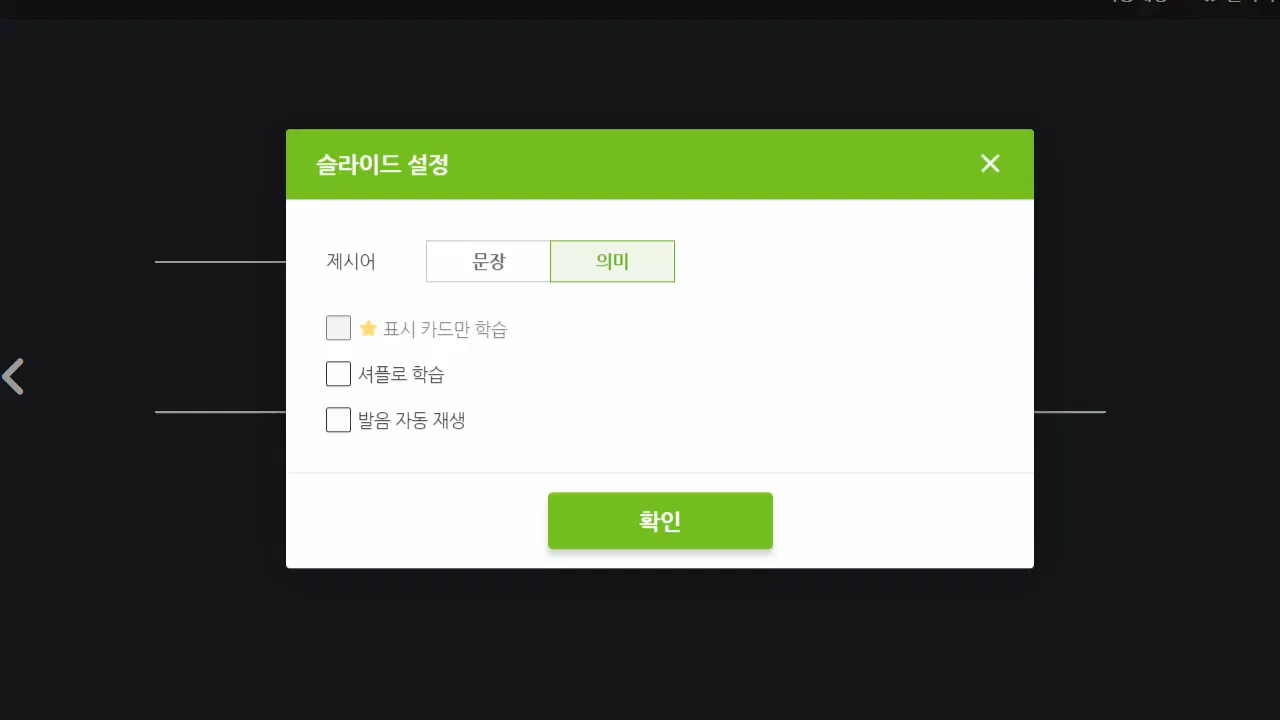 슬라이드 설정
제시어 문장 의미
표시 카드만 학습
셔플로 학습
발음 자동 재생
확인